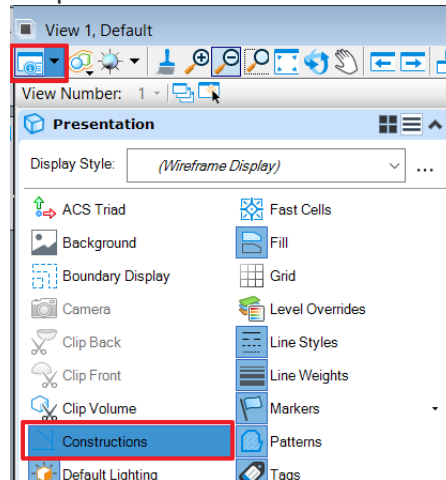 View 1, Default
View Number: 1
Presentation
Display Style: (Wireframe Display)
ACS Triad Fast Cells
Background Fill
Boundary Display Grid
Camera Level Overrides
Clip Back Line Styles
Clip Front Line Weights
Clip Volume Markers
Constructions Patterns
Default Lighting Tags